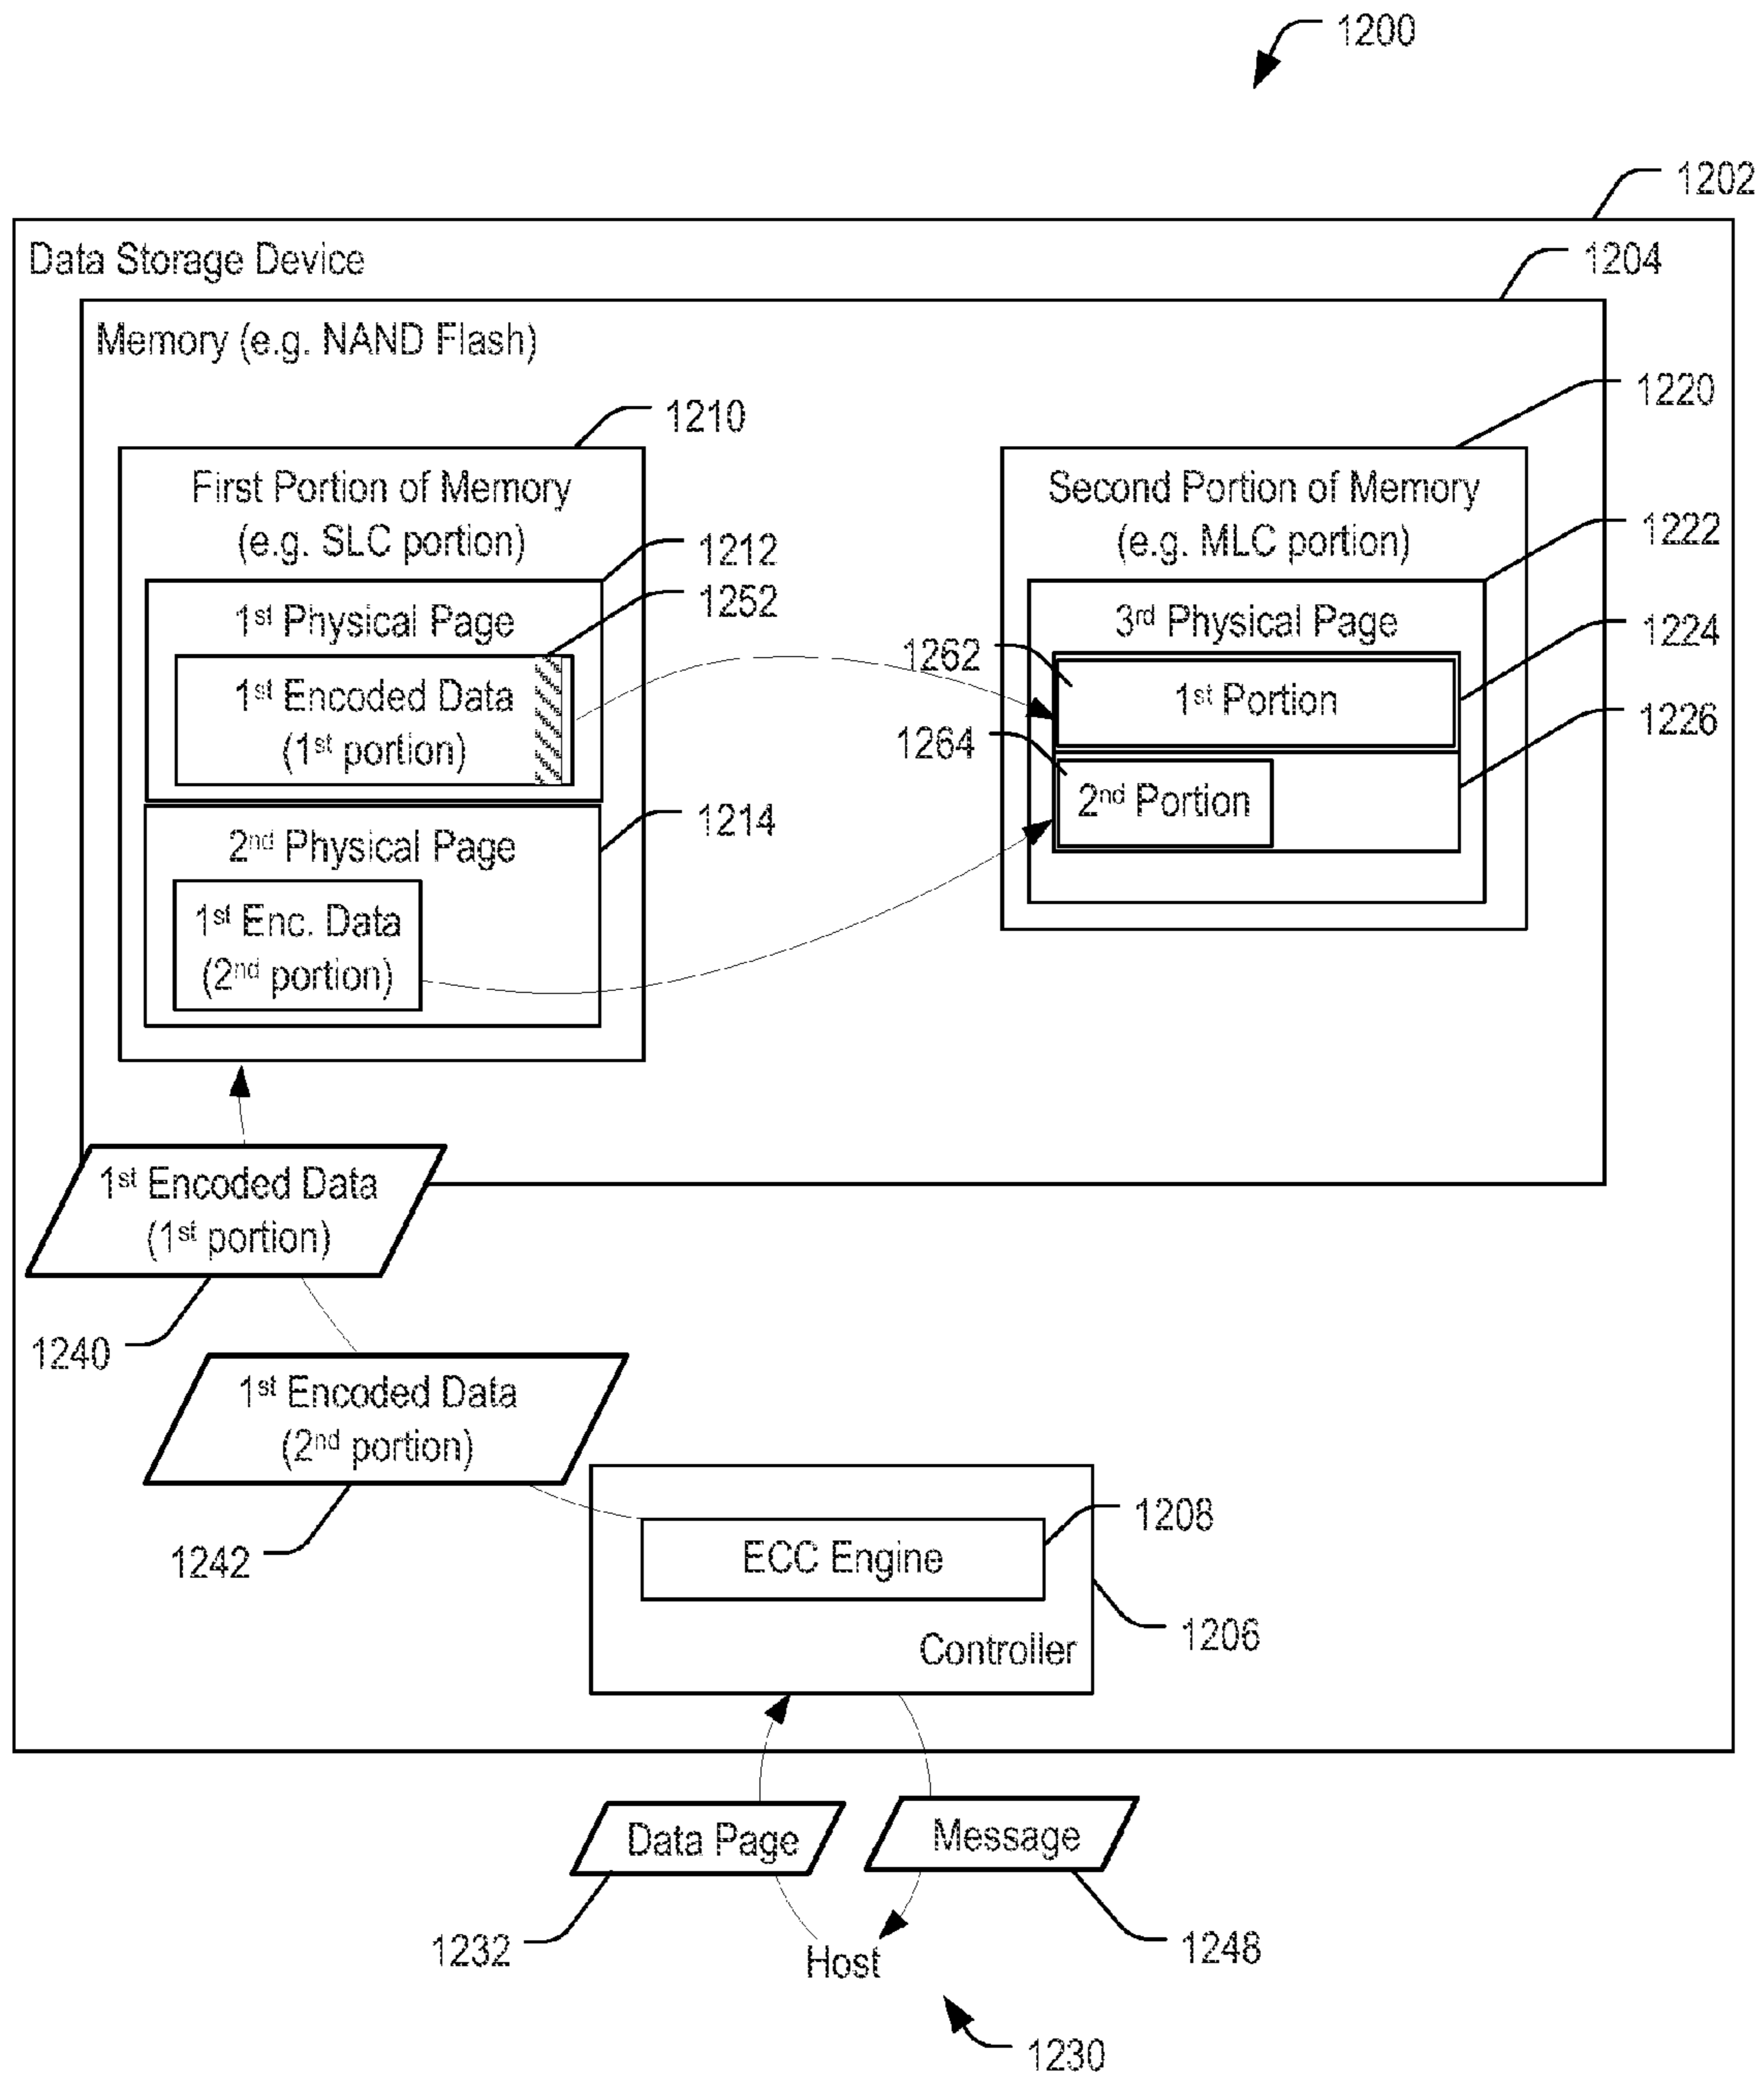 1200
1202
Data Storage Device
1204
Memory (e.g. NAND Flash)
1210
1220
First Portion of Memory
(e.g. SLC portion)
Second Portion of Memory
(e.g. MLC portion)
1212
1252
1222
1st Physical Page
3rd Physical Page
1224
1262
1st Encoded Data
(1st portion)
1st Portion
1226
1264
2nd Portion
1214
2nd Physical Page
1st Enc. Data
(2nd portion)
1st Encoded Data
(1st portion)
1240
1st Encoded Data
(2nd portion)
1242
1208
ECC Engine
1206
Controller
Data Page
Message
1232
1248
Host
1230